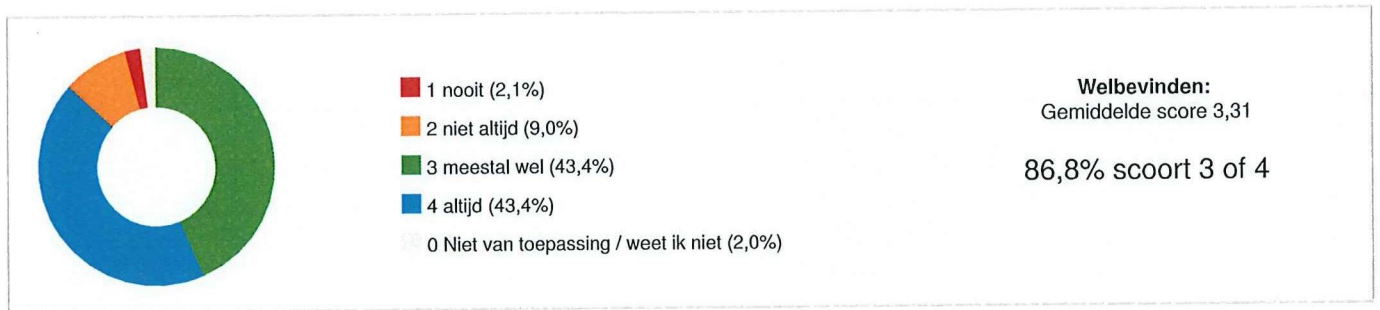 1 nooit (2,1%)
2 niet altijd (9,0%)
3 meestal wel (43,4%)
4 altijd (43,4%)
0 Niet van toepassing / weet ik niet (2,0%)
Welbevinden:
Gemiddelde score 3,31
86,8% scoort 3 of 4